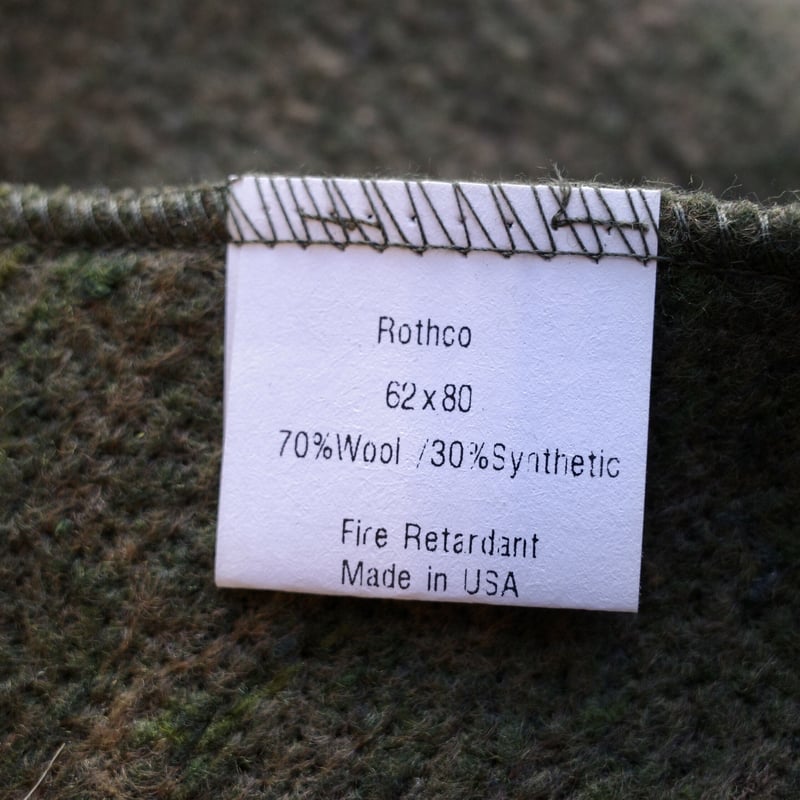 Rothco
62x80
70%Wool /30%Synthetic
Fire Retardant
Made in USA